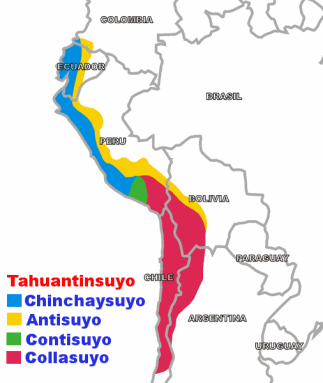 COLOMBIA
ECUADOR
BRASIL
PERU
BOLIVIA
PARAGUAY
CHILE
ARGENTINA
URUGUAY
Tahuantinsuyo
Chinchaysuyo
Antisuyo
Contisuyo
Collasuyo